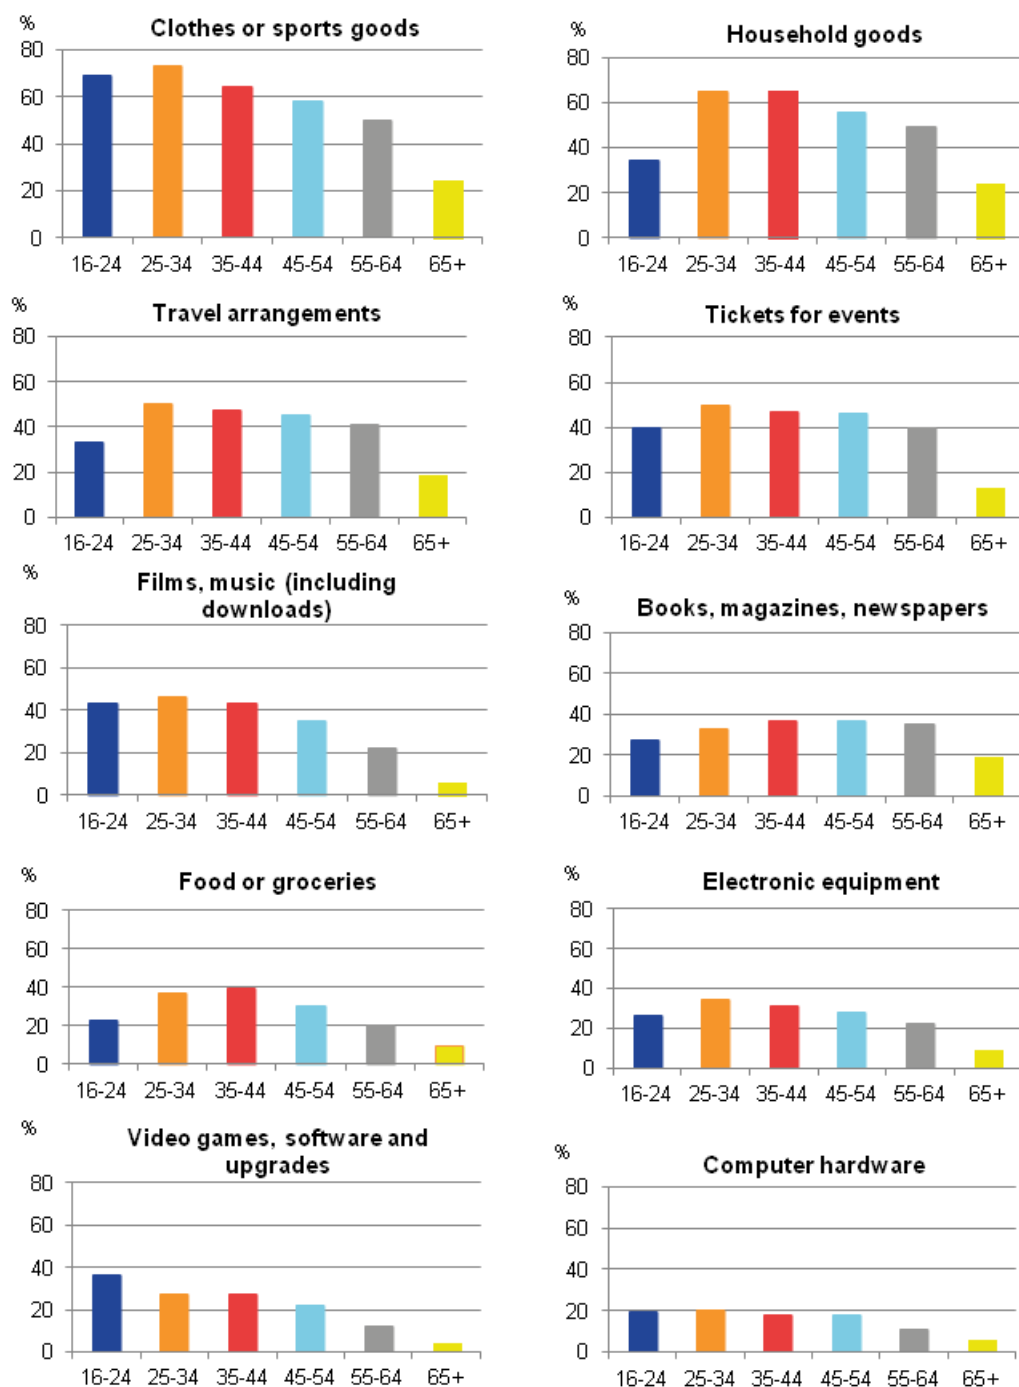 %
Clothes or sports goods
80
60
40
20
0
16-24 25-34 35-44 45-54 55-64 65+
%
Household goods
80
60
40
20
0
16-24 25-34 35-44 45-54 55-64 65+
%
Travel arrangements
80
60
40
20
0
16-24 25-34 35-44 45-54 55-64 65+
%
Tickets for events
80
60
40
20
0
16-24 25-34 35-44 45-54 55-64 65+
%
Films, music (including
downloads)
80
60
40
20
0
16-24 25-34 35-44 45-54 55-64 65+
%
Books, magazines, newspapers
80
60
40
20
0
16-24 25-34 35-44 45-54 55-64 65+
%
Food or groceries
80
60
40
20
0
16-24 25-34 35-44 45-54 55-64 65+
%
Electronic equipment
80
60
40
20
0
16-24 25-34 35-44 45-54 55-64 65+
%
Video games, software and
upgrades
80
60
40
20
0
16-24 25-34 35-44 45-54 55-64 65+
%
Computer hardware
80
60
40
20
0
16-24 25-34 35-44 45-54 55-64 65+